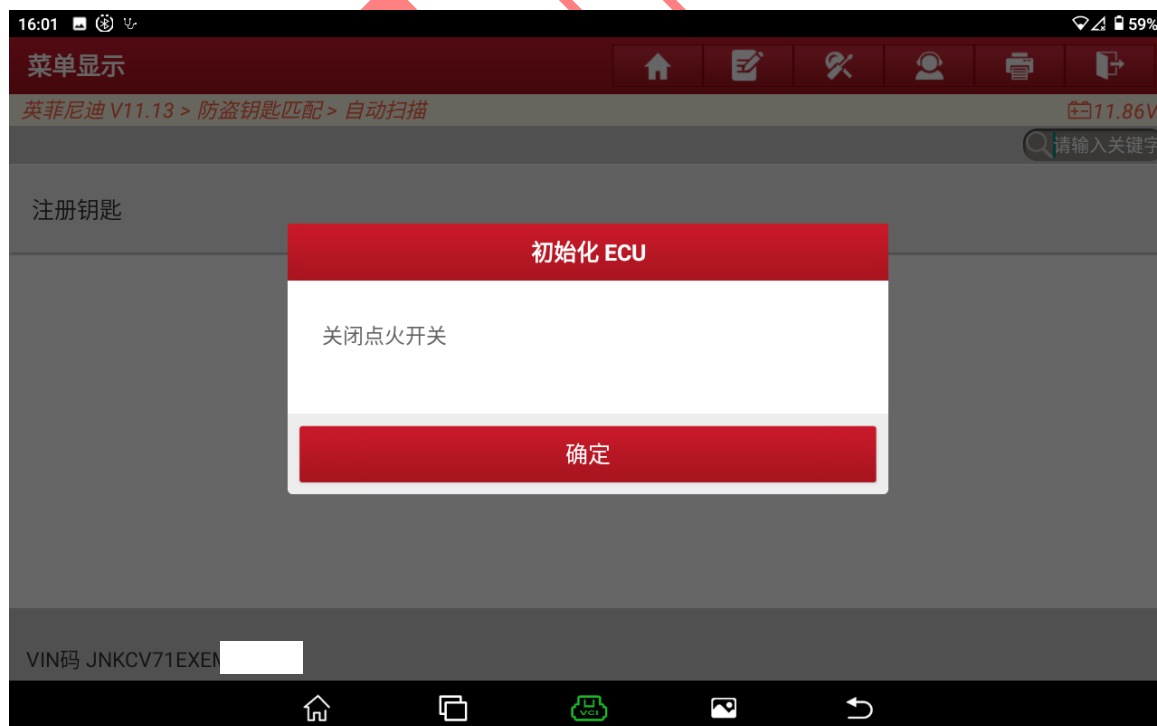 16:01
59%
菜单显示
英菲尼迪 V11.13 > 防盗钥匙匹配 > 自动扫描
11.86V
请输入关键字
注册钥匙
初始化 ECU
关闭点火开关
确定
VIN码 JNKCV71EXEM
VCI